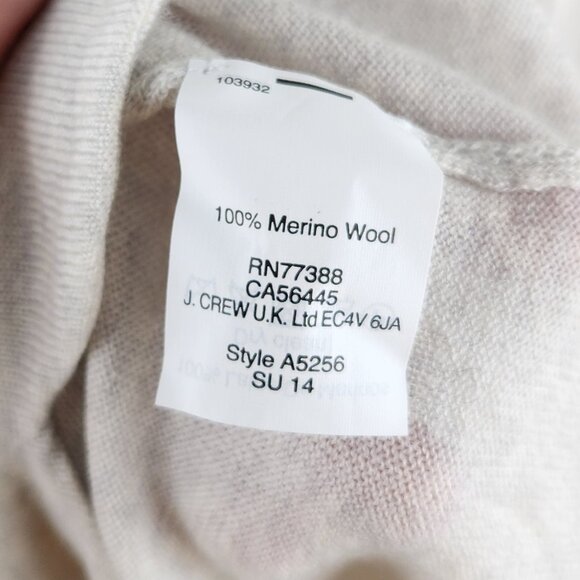 103932
100% Merino Wool
RN77388
CA56445
J. CREW U.K. Ltd EC4V 6JA
Style A5256
SU 14